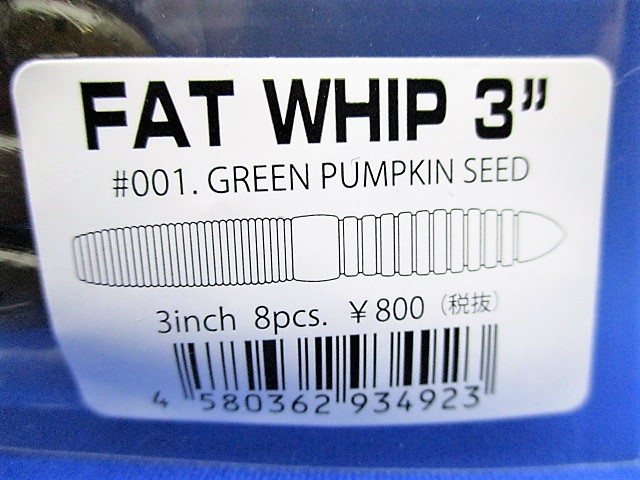 FAT WHIP 3”
#001. GREEN PUMPKIN SEED
3inch 8pcs. ¥800（税抜）
4 580362 934923